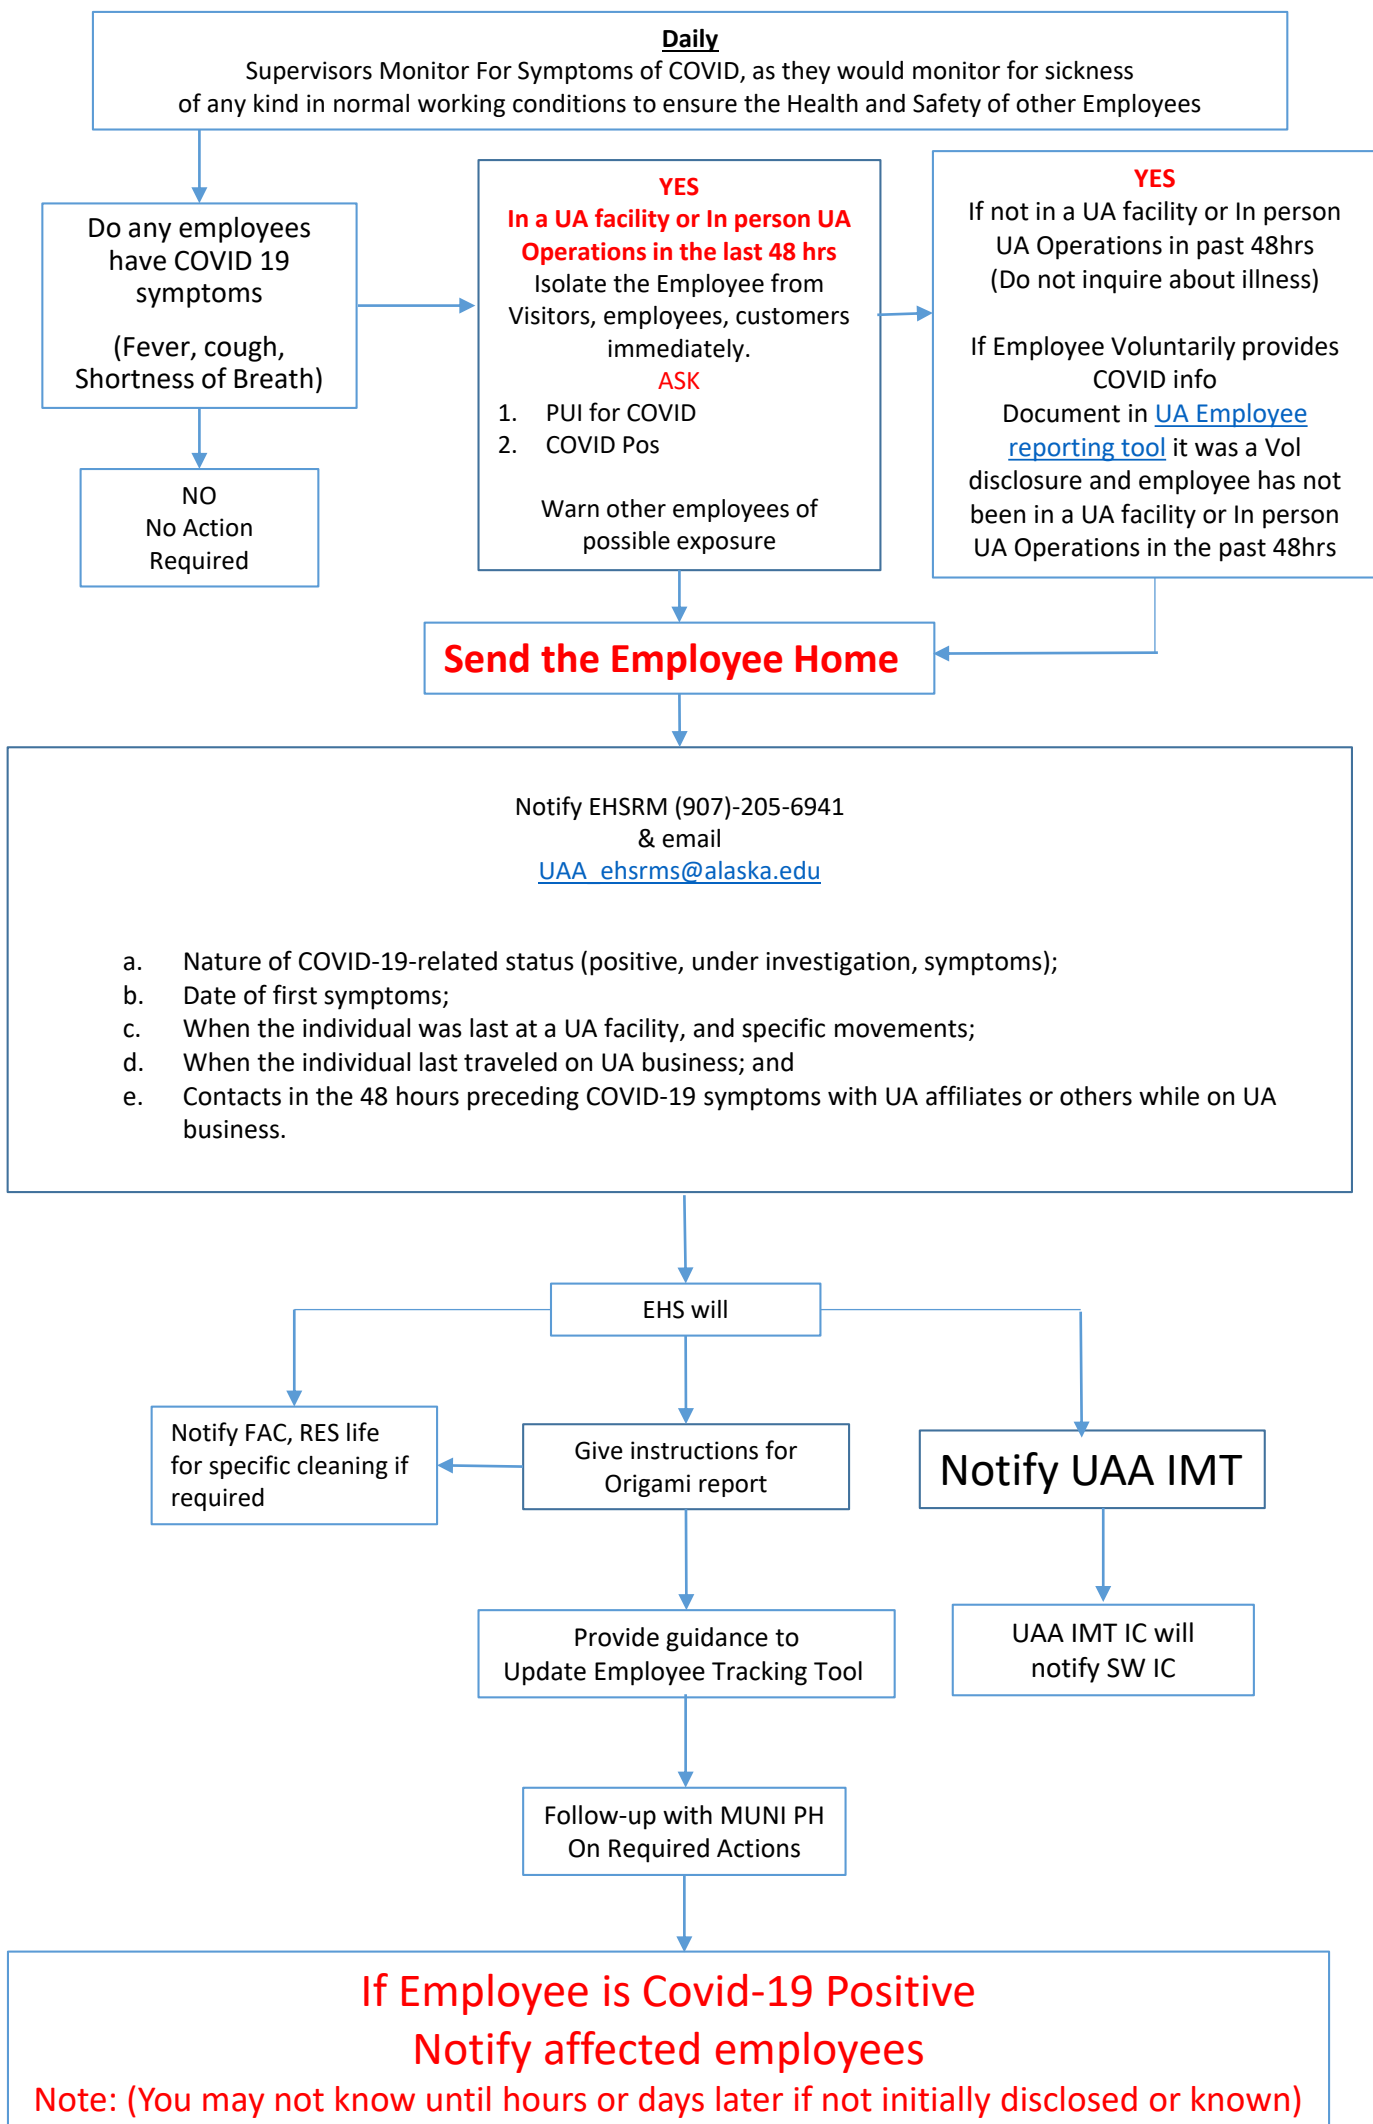 Daily
Supervisors Monitor For Symptoms of COVID, as they would monitor for sickness
of any kind in normal working conditions to ensure the Health and Safety of other Employees
Do any employees
have COVID 19
symptoms
(Fever, cough,
Shortness of Breath)
NO
No Action
Required
YES
In a UA facility or In person UA
Operations in the last 48 hrs
Isolate the Employee from
Visitors, employees, customers
immediately.
ASK
1. PUI for COVID
2. COVID Pos
Warn other employees of
possible exposure
YES
If not in a UA facility or In person
UA Operations in past 48hrs
(Do not inquire about illness)
If Employee Voluntarily provides
COVID info
Document in UA Employee
reporting tool it was a Vol
disclosure and employee has not
been in a UA facility or In person
UA Operations in the past 48hrs
Send the Employee Home
Notify EHSRM (907)-205-6941
& email
UAA_ehsrms@alaska.edu
a. Nature of COVID-19-related status (positive, under investigation, symptoms);
b. Date of first symptoms;
c. When the individual was last at a UA facility, and specific movements;
d. When the individual last traveled on UA business; and
e. Contacts in the 48 hours preceding COVID-19 symptoms with UA affiliates or others while on UA
business.
EHS will
Notify FAC, RES life
for specific cleaning if
required
Give instructions for
Origami report
Notify UAA IMT
Provide guidance to
Update Employee Tracking Tool
UAA IMT IC will
notify SW IC
Follow-up with MUNI PH
On Required Actions
If Employee is Covid-19 Positive
Notify affected employees
Note: (You may not know until hours or days later if not initially disclosed or known)